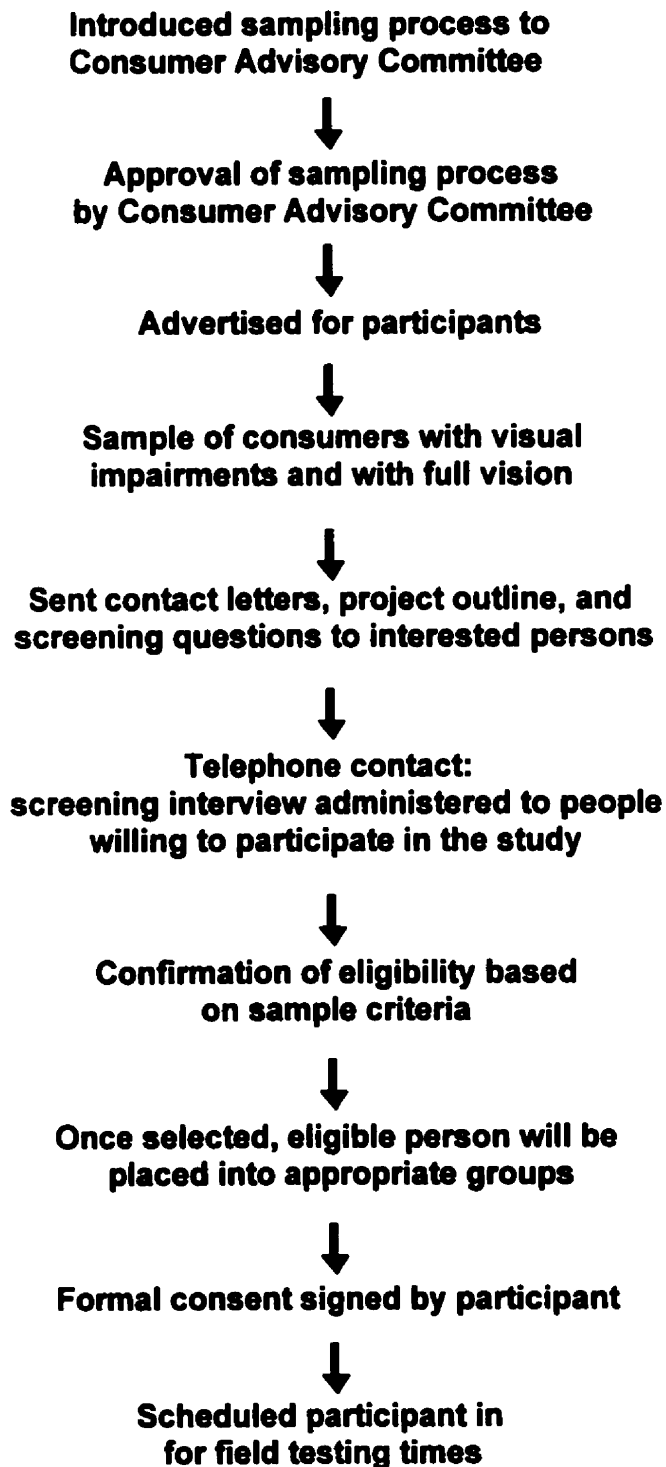 Introduced sampling process to
Consumer Advisory Committee
Approval of sampling process
by Consumer Advisory Committee
Advertised for participants
Sample of consumers with visual
impairments and with full vision
Sent contact letters, project outline, and
screening questions to interested persons
Telephone contact:
screening interview administered to people
willing to participate in the study
Confirmation of eligibility based
on sample criteria
Once selected, eligible person will be
placed into appropriate groups
Formal consent signed by participant
Scheduled participant in
for field testing times